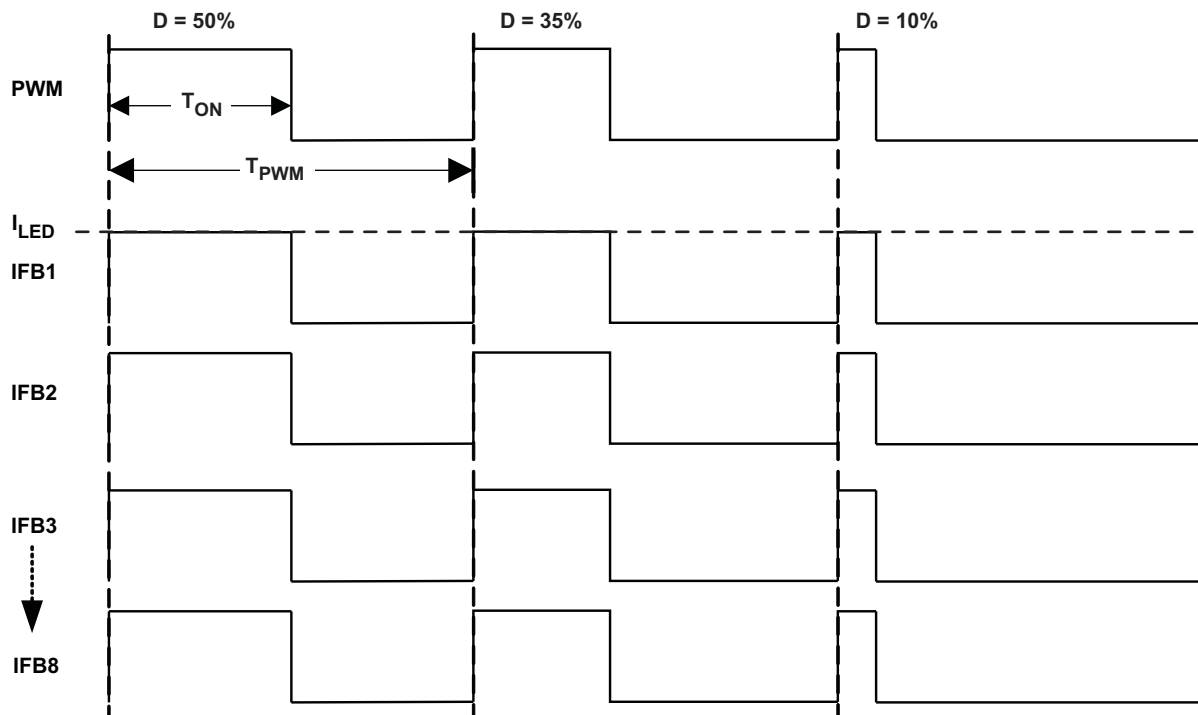 D = 50%
D = 35%
D = 10%
PWM
TON
TPWM
ILED
IFB1
IFB2
IFB3
IFB8